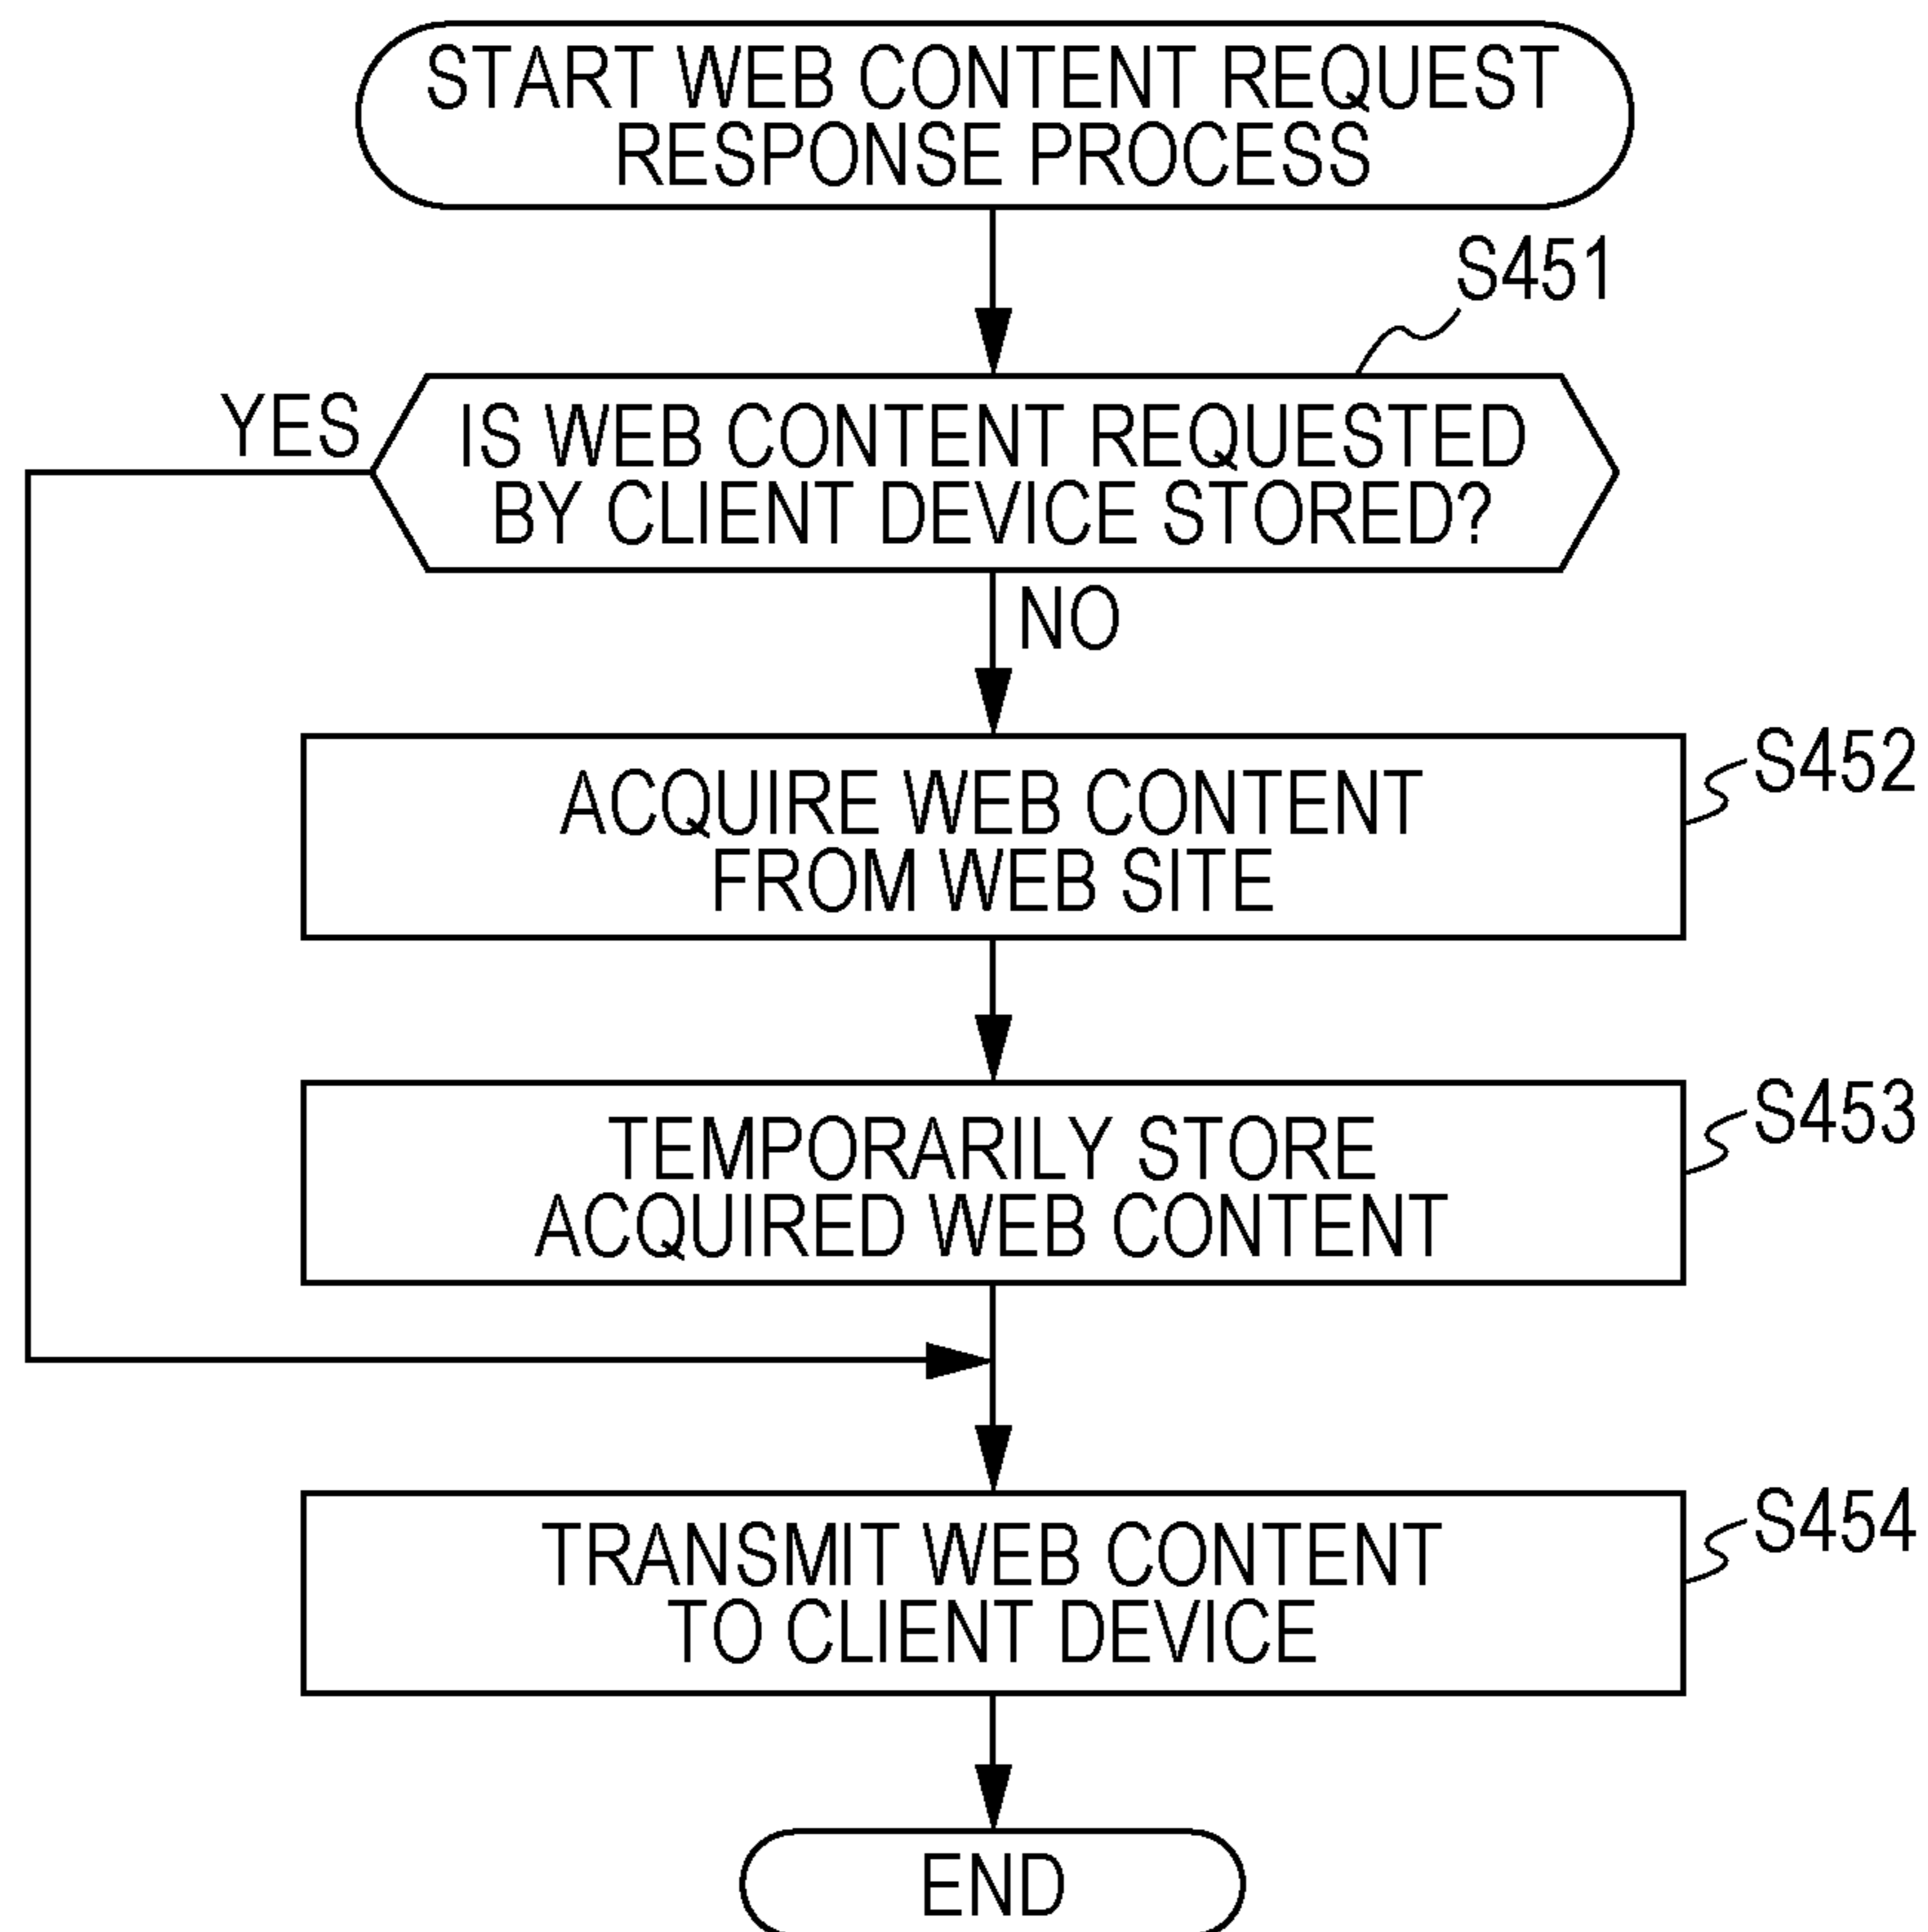 START WEB CONTENT REQUEST
RESPONSE PROCESS
S451
YES
IS WEB CONTENT REQUESTED
BY CLIENT DEVICE STORED?
NO
S452
ACQUIRE WEB CONTENT
FROM WEB SITE
S453
TEMPORARILY STORE
ACQUIRED WEB CONTENT
S454
TRANSMIT WEB CONTENT
TO CLIENT DEVICE
END